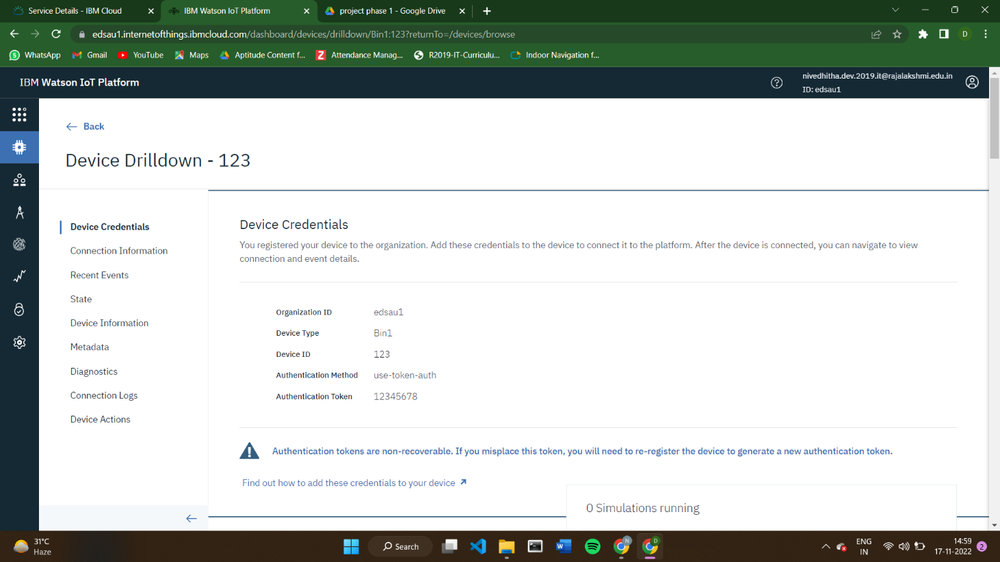 Service Details - IBM Cloud
IBM Watson IoT Platform
project phase 1 - Google Drive
edsau1.internetofthings.ibmcloud.com/dashboard/devices/drilldown/Bin1:123?returnTo=/devices/browse
D
WhatsApp
Gmail
YouTube
Maps
Aptitude Content f...
Attendance Manag...
R2019-IT-Curriculu...
Indoor Navigation f...
IBM Watson IoT Platform
nivedhitha.dev.2019.it@rajalakshmi.edu.in
ID: edsau1
Back
Device Drilldown - 123
Device Credentials
Connection Information
Recent Events
State
Device Information
Metadata
Diagnostics
Connection Logs
Device Actions
Device Credentials
You registered your device to the organization. Add these credentials to the device to connect it to the platform. After the device is connected, you can navigate to view
connection and event details.
Organization ID edsau1
Device Type Bin1
Device ID 123
Authentication Method use-token-auth
Authentication Token 12345678
Authentication tokens are non-recoverable. If you misplace this token, you will need to re-register the device to generate a new authentication token.
Find out how to add these credentials to your device
0 Simulations running
31°C
Haze
Search
N
D
ENG
IN
14:59
17-11-2022
2